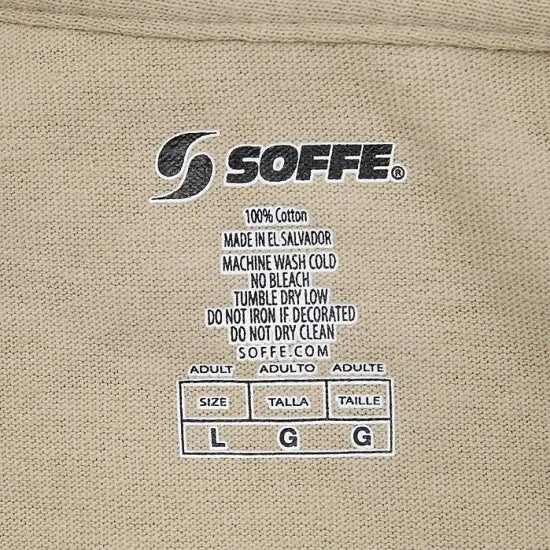 SOFFE®
100% Cotton
MADE IN EL SALVADOR
MACHINE WASH COLD
NO BLEACH
TUMBLE DRY LOW
DO NOT IRON IF DECORATED
DO NOT DRY CLEAN
SOFFE.COM
ADULT ADULTO ADULTE
SIZE TALLA TAILLE
L G G